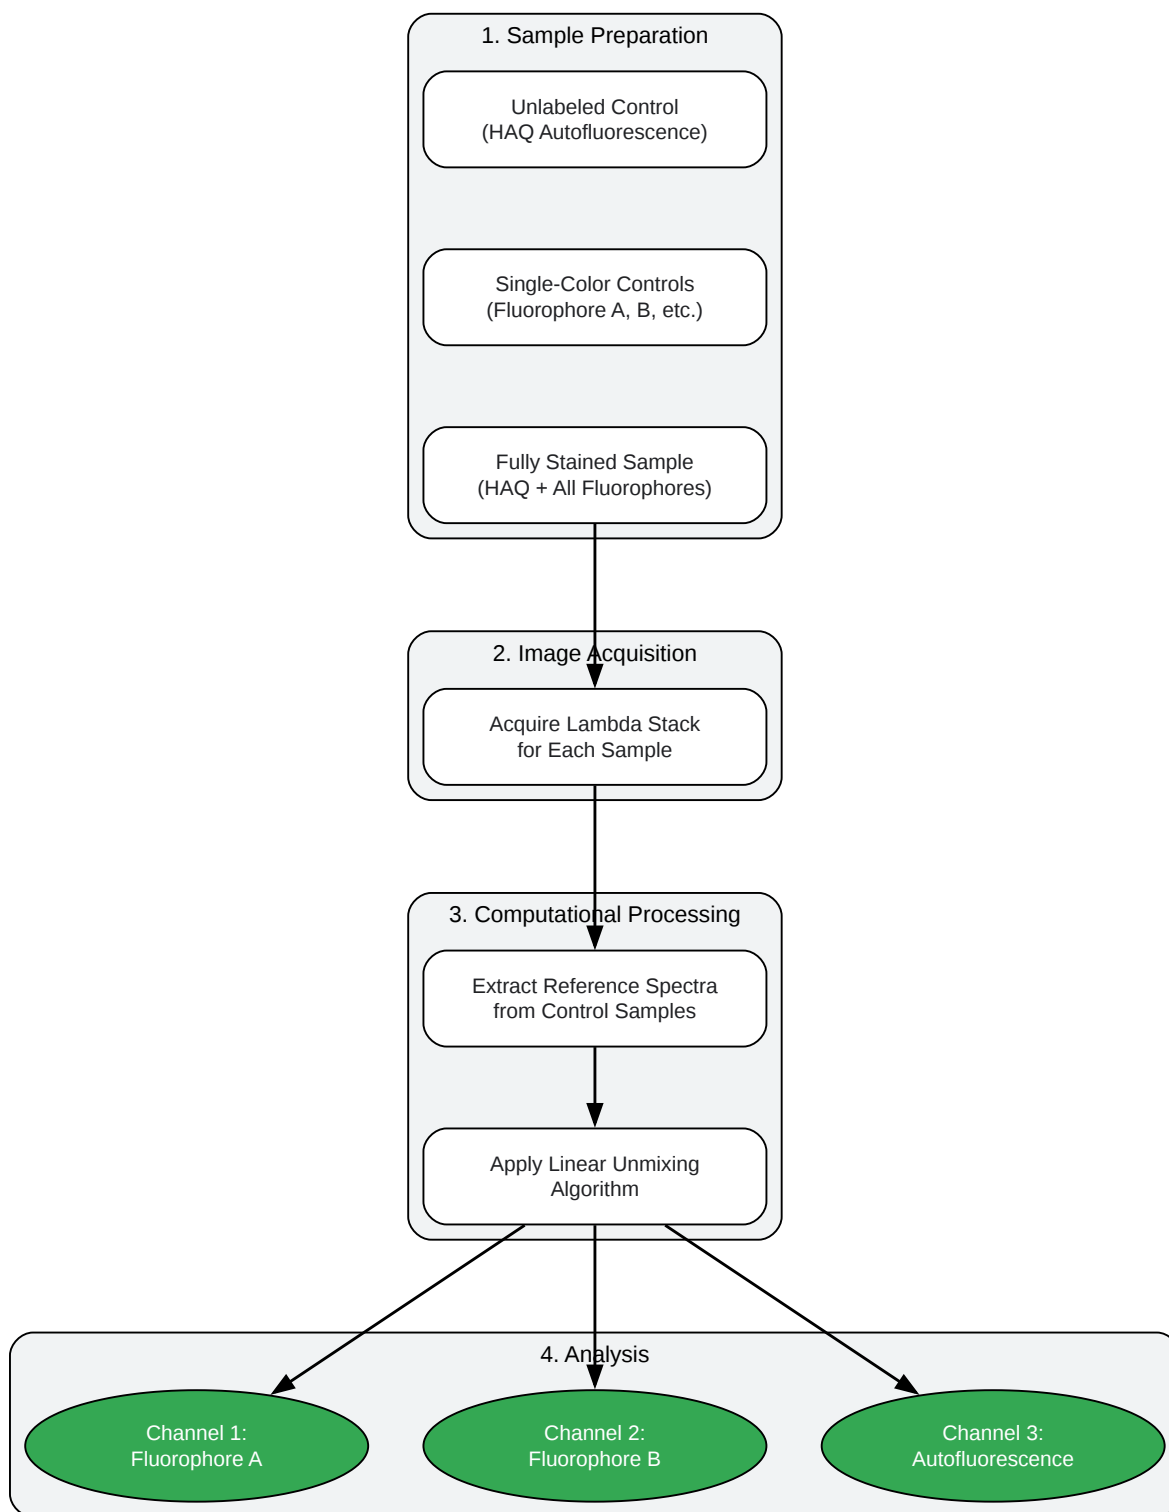 1. Sample Preparation
Unlabeled Control
(HAQ Autofluorescence)
Single-Color Controls
(Fluorophore A, B, etc.)
Fully Stained Sample
(HAQ + All Fluorophores)
2. Image Acquisition
Acquire Lambda Stack
for Each Sample
3. Computational Processing
Extract Reference Spectra
from Control Samples
Apply Linear Unmixing
Algorithm
4. Analysis
Channel 1:
Fluorophore A
Channel 2:
Fluorophore B
Channel 3:
Autofluorescence